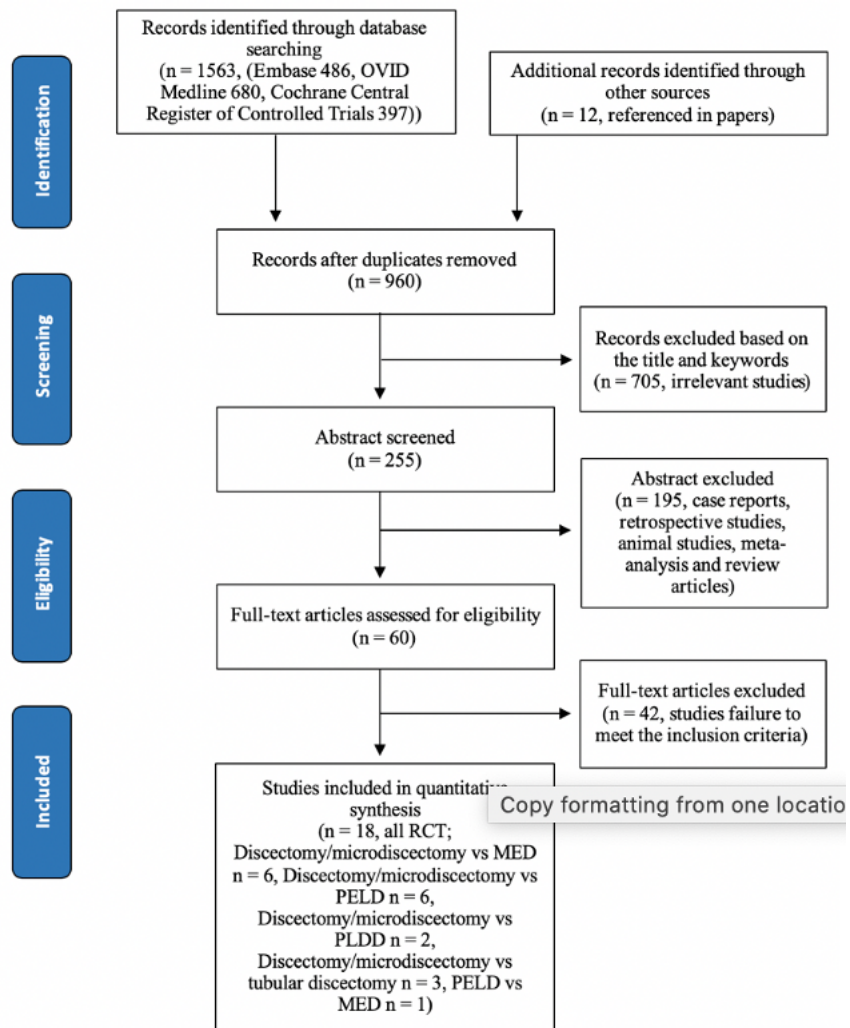 Records identified through database
searching
(n = 1563, (Embase 486, OVID
Medline 680, Cochrane Central
Register of Controlled Trials 397))
Additional records identified through
other sources
(n = 12, referenced in papers)
Identification
Records after duplicates removed
(n = 960)
Screening
Records excluded based on
the title and keywords
(n = 705, irrelevant studies)
Abstract screened
(n = 255)
Abstract excluded
(n = 195, case reports,
retrospective studies,
animal studies, meta-
analysis and review
articles)
Eligibility
Full-text articles assessed for eligibility
(n = 60)
Full-text articles excluded
(n = 42, studies failure to
meet the inclusion criteria)
Included
Studies included in quantitative
synthesis
(n = 18, all RCT;
Discectomy/microdiscectomy vs MED
n = 6, Discectomy/microdiscectomy vs
PELD n = 6,
Discectomy/microdiscectomy vs
PLDD n = 2,
Discectomy/microdiscectomy vs
tubular discectomy n = 3, PELD vs
MED n = 1)
Copy formatting from one locatio